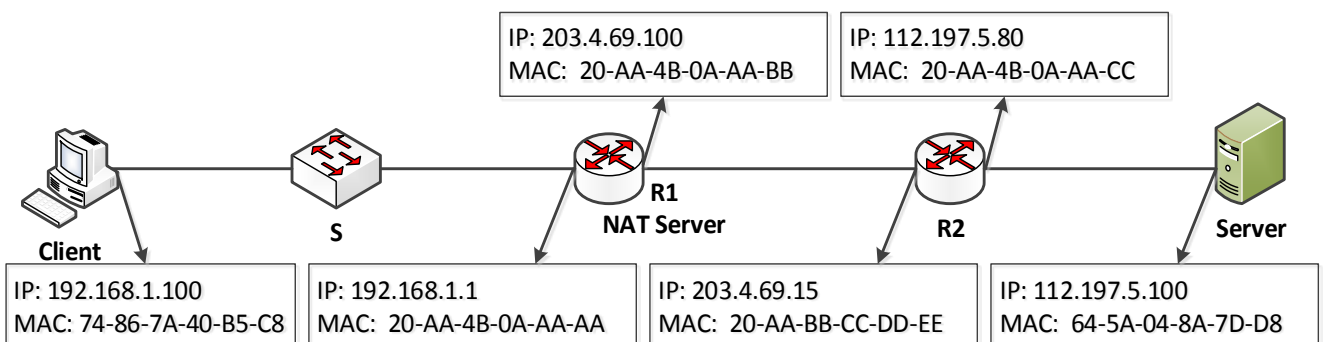 IP: 203.4.69.100
MAC: 20-AA-4B-0A-AA-BB
IP: 112.197.5.80
MAC: 20-AA-4B-0A-AA-CC
Client
S
R1
NAT Server
R2
Server
IP: 192.168.1.100
MAC: 74-86-7A-40-B5-C8
IP: 192.168.1.1
MAC: 20-AA-4B-0A-AA-AA
IP: 203.4.69.15
MAC: 20-AA-BB-CC-DD-EE
IP: 112.197.5.100
MAC: 64-5A-04-8A-7D-D8